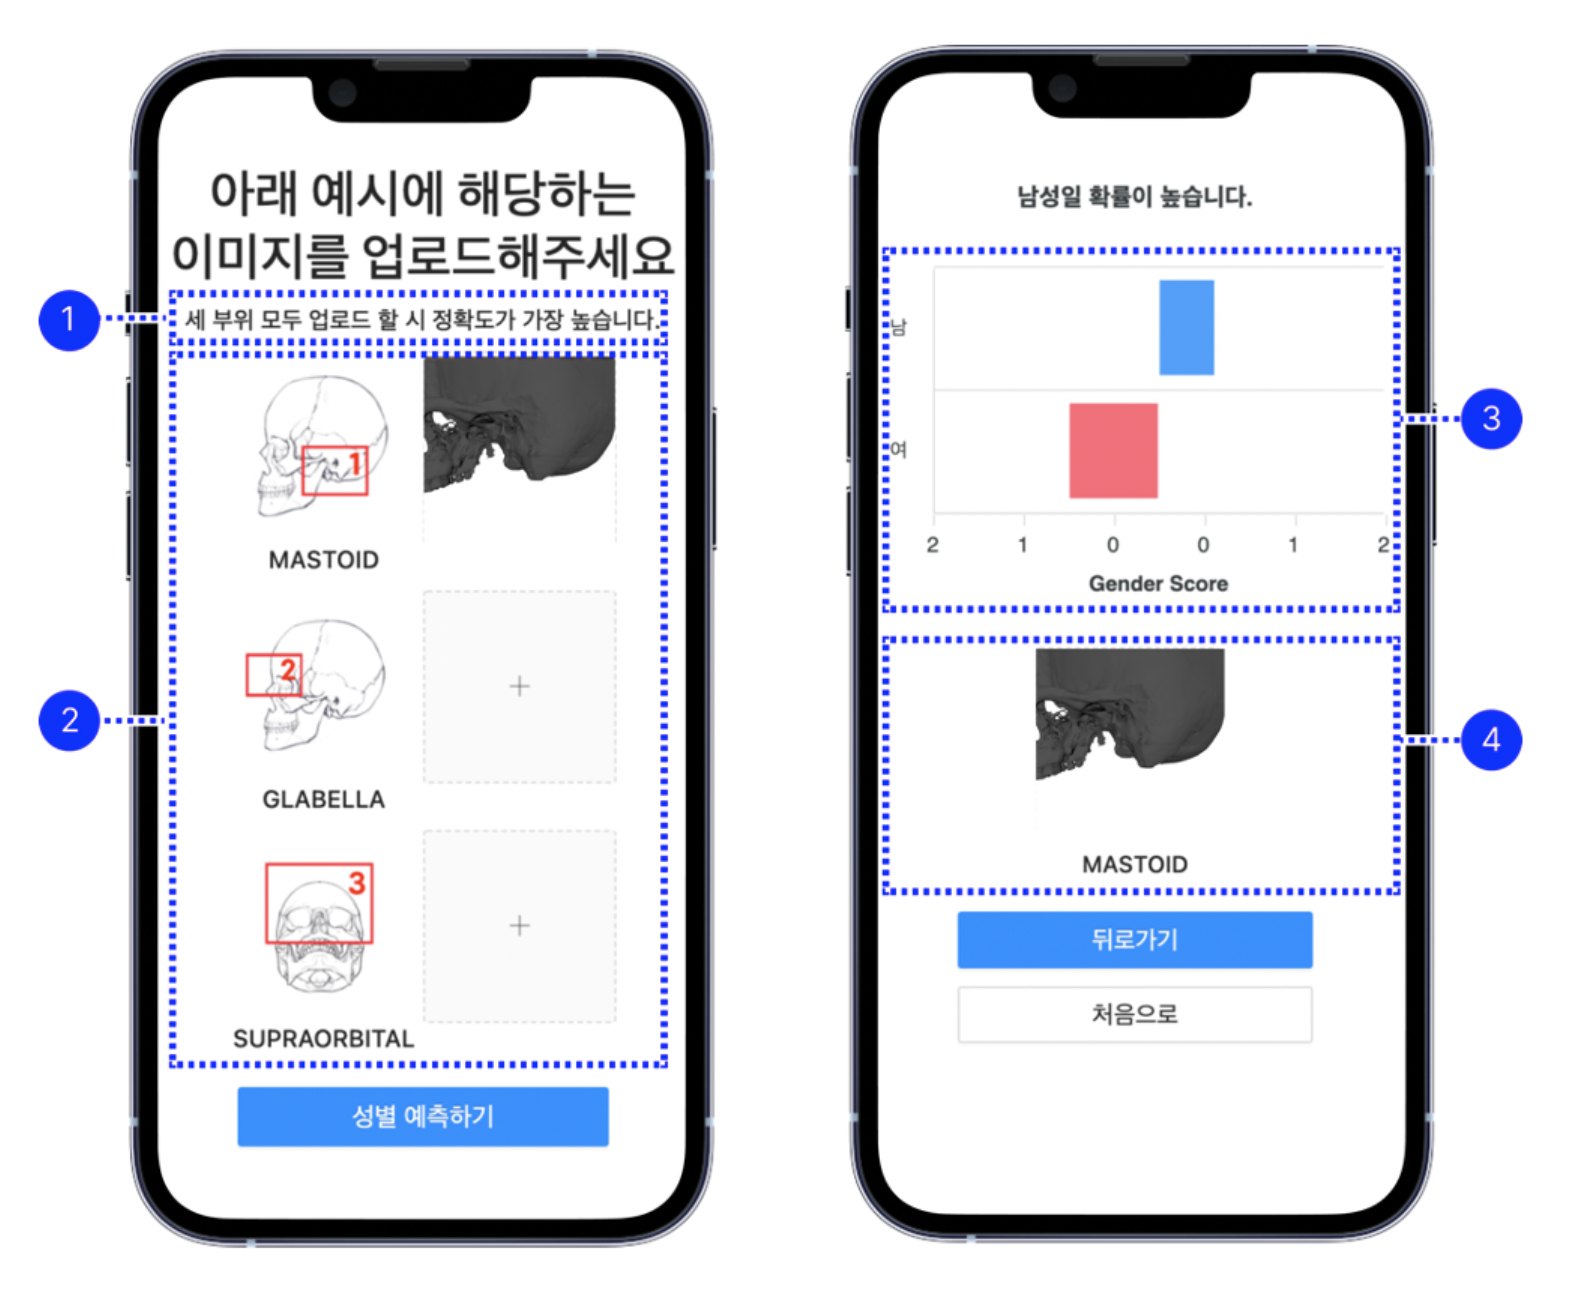 아래 예시에 해당하는
이미지를 업로드해주세요
1
세 부위 모두 업로드 할 시 정확도가 가장 높습니다.
2
1
MASTOID
2
+
GLABELLA
3
+
SUPRAORBITAL
성별 예측하기
남성일 확률이 높습니다.
남
여
2 1 0 0 1 2
Gender Score
3
MASTOID
4
뒤로가기
처음으로